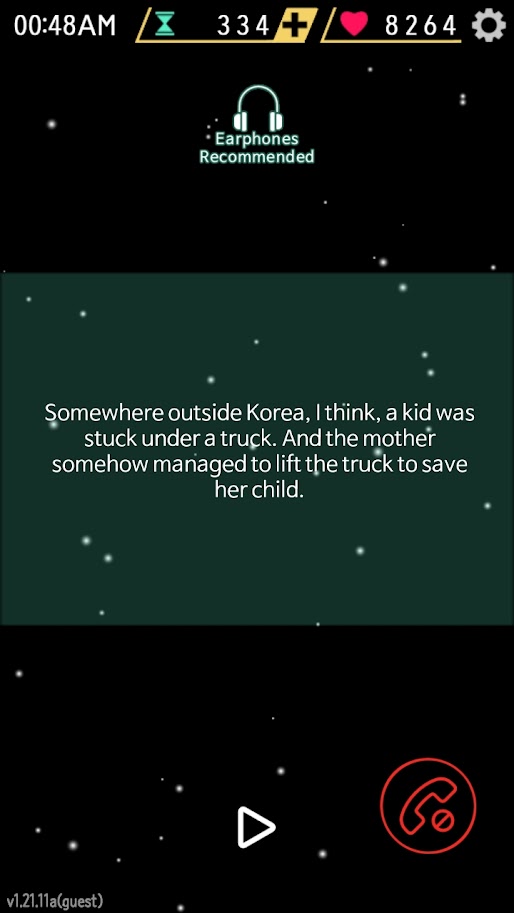 00:48AM 334 8264
Earphones
Recommended
Somewhere outside Korea, I think, a kid was
stuck under a truck. And the mother
somehow managed to lift the truck to save
her child.
v1.21.11a(guest)